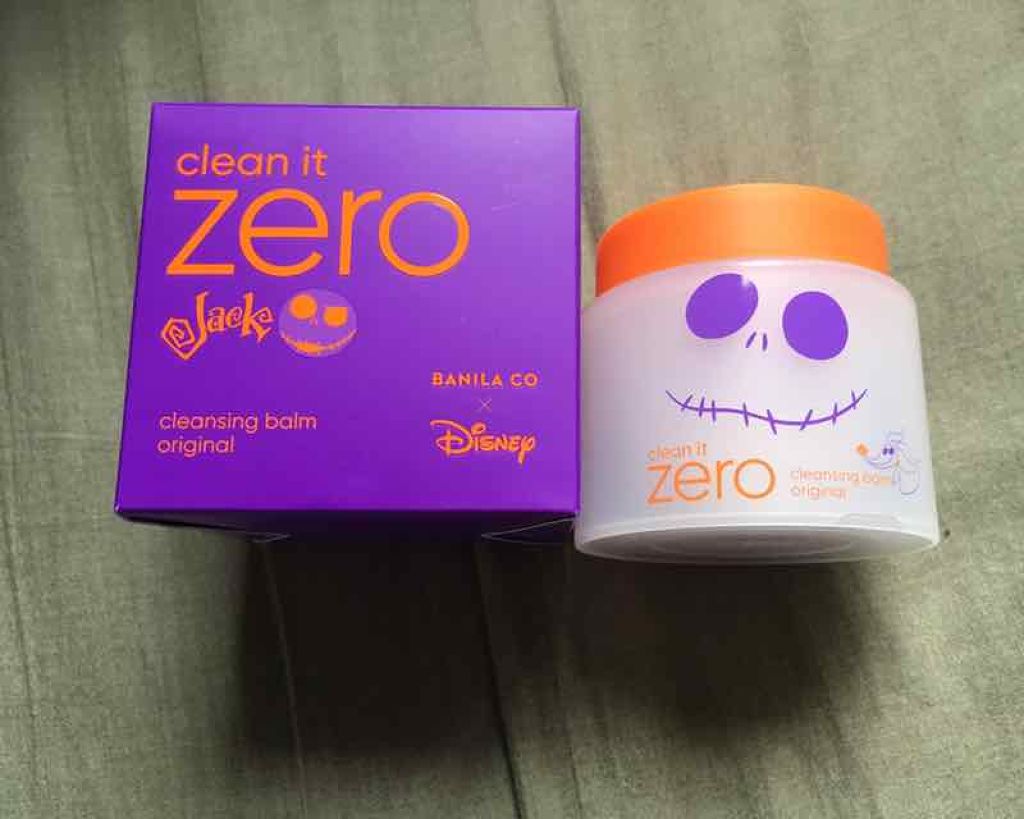 clean it
zero
Jack
BANILA CO
×
DISNEY
cleansing balm
original
clean it
zero
cleansing balm
original